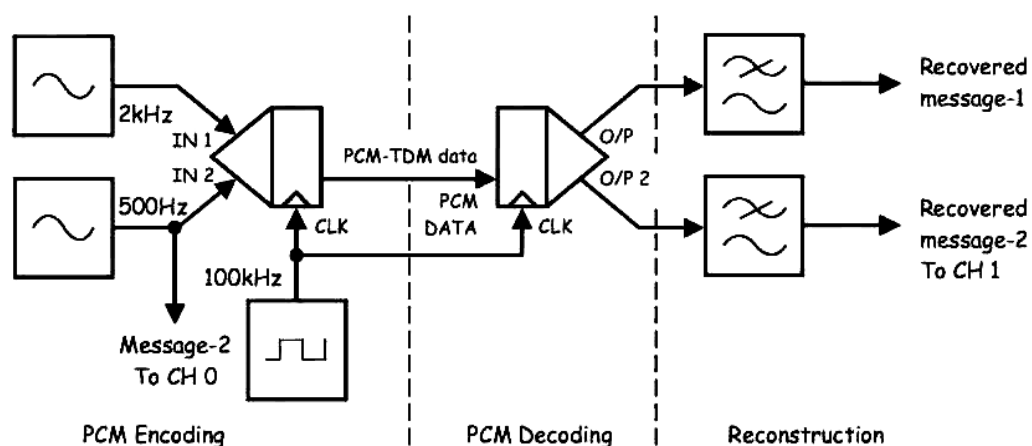 2kHz
IN 1
IN 2
500Hz
Message-2
To CH 0
100kHz
CLK
PCM-TDM data
PCM
DATA
CLK
O/P
O/P 2
Recovered
message-1
Recovered
message-2
To CH 1
PCM Encoding
PCM Decoding
Reconstruction